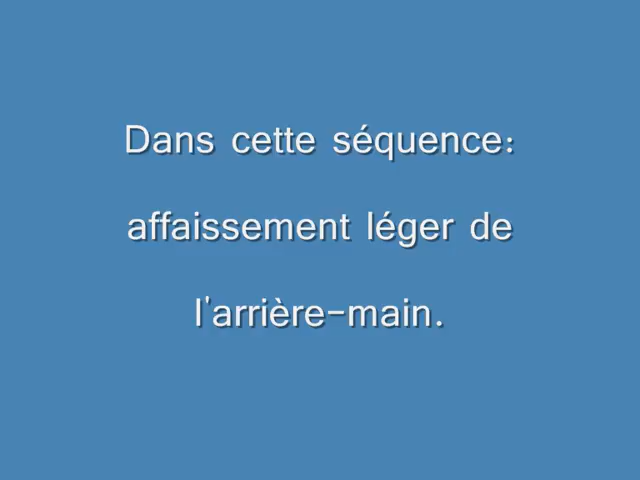 Dans cette séquence:
affaissement léger de
l'arrière-main.